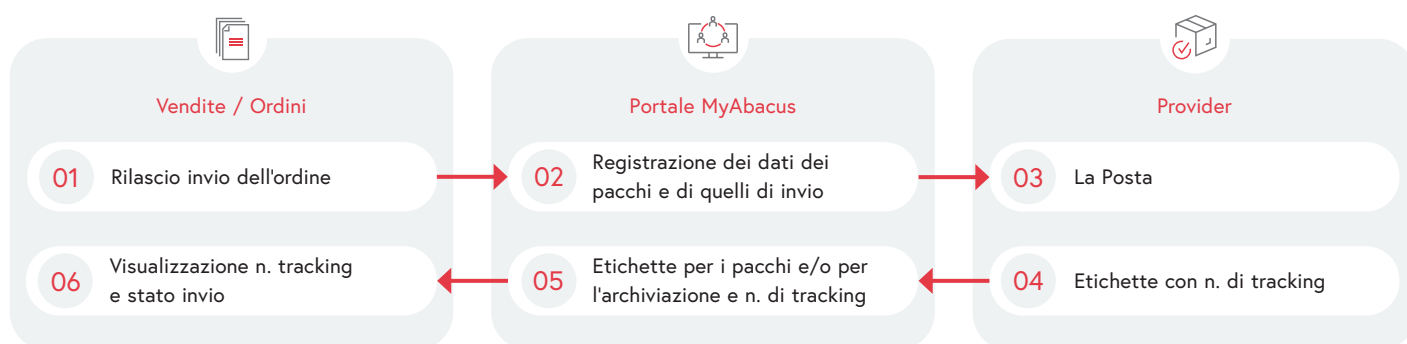 Vendite / Ordini
Portale MyAbacus
Provider
01 Rilascio invio dell'ordine
02 Registrazione dei dati dei
pacchi e di quelli di invio
03 La Posta
06 Visualizzazione n. tracking
e stato invio
05 Etichette per i pacchi e/o per
l'archiviazione e n. di tracking
04 Etichette con n. di tracking